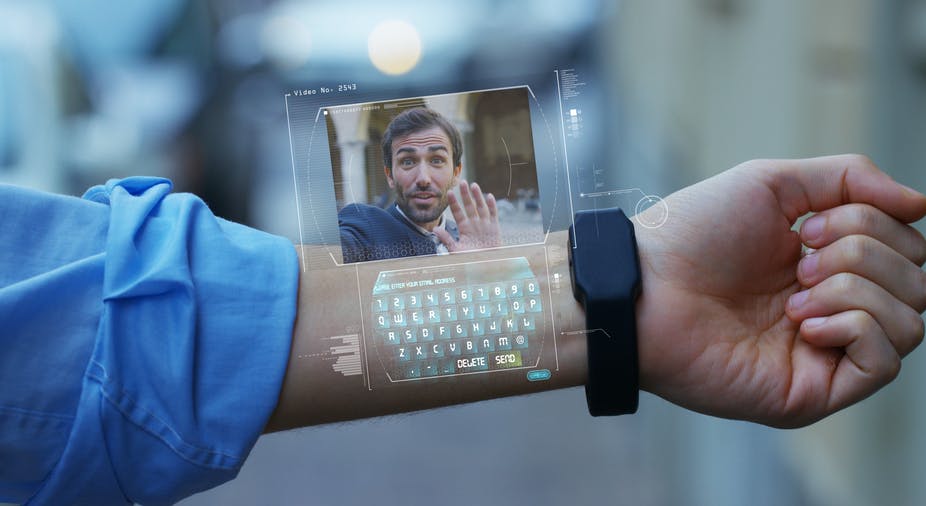 Video No. 2543
ENTER YOUR EMAIL ADDRESS
1 2 3 4 5 6 7 8 9 0
Q W E R T Y U I O P
A S D F G H J K L
Z X C V B N M @
. - _ DELETE SEND